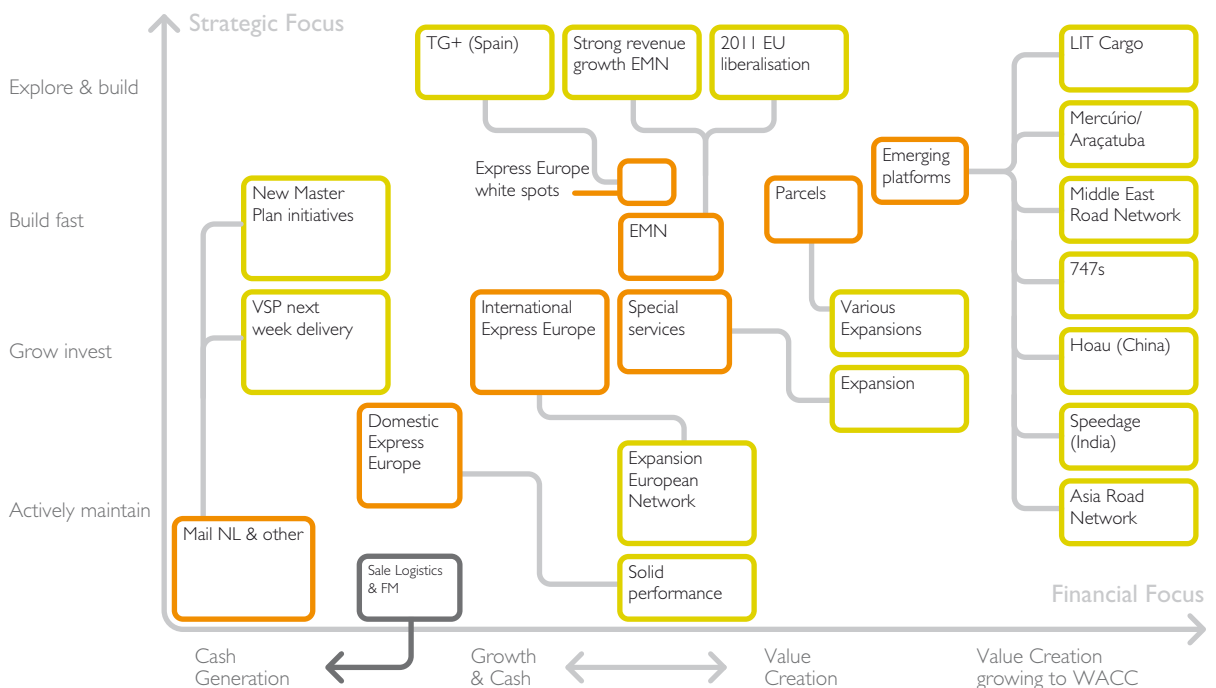 Strategic Focus
Explore & build
Build fast
Grow invest
Actively maintain
TG+ (Spain)
Strong revenue
growth EMN
2011 EU
liberalisation
LIT Cargo
Mercúrio/
Araçatuba
Emerging
platforms
Express Europe
white spots
New Master
Plan initiatives
Parcels
Middle East
Road Network
EMN
747s
VSP next
week delivery
International
Express Europe
Special
services
Various
Expansions
Hoau (China)
Expansion
Domestic
Express
Europe
Speedage
(India)
Expansion
European
Network
Asia Road
Network
Mail NL & other
Sale Logistics
& FM
Solid
performance
Financial Focus
Cash
Generation
Growth
& Cash
Value
Creation
Value Creation
growing to WACC